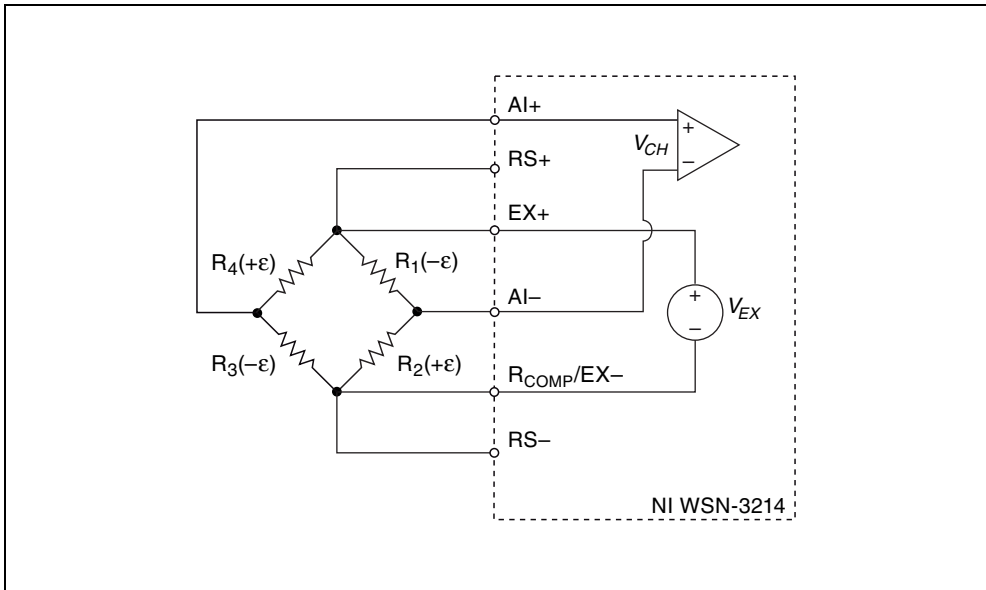 AI+
+
V_CH
–
RS+
EX+
R4(+ε)
R1(–ε)
+
AI–
V_EX
–
R3(–ε)
R2(+ε)
R_COMP/EX–
RS–
NI WSN-3214